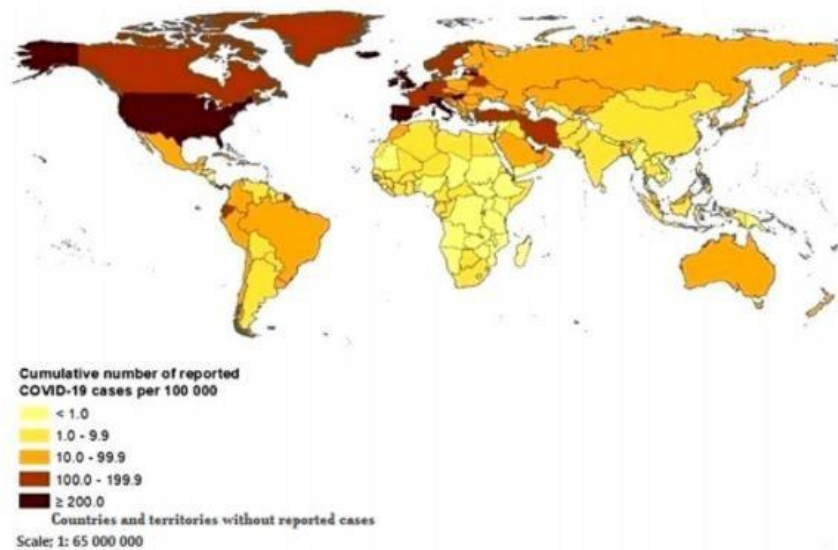 Cumulative number of reported
COVID-19 cases per 100 000
< 1.0
1.0 - 9.9
10.0 - 99.9
100.0 - 199.9
≥ 200.0
Countries and territories without reported cases
Scale; 1: 65 000 000